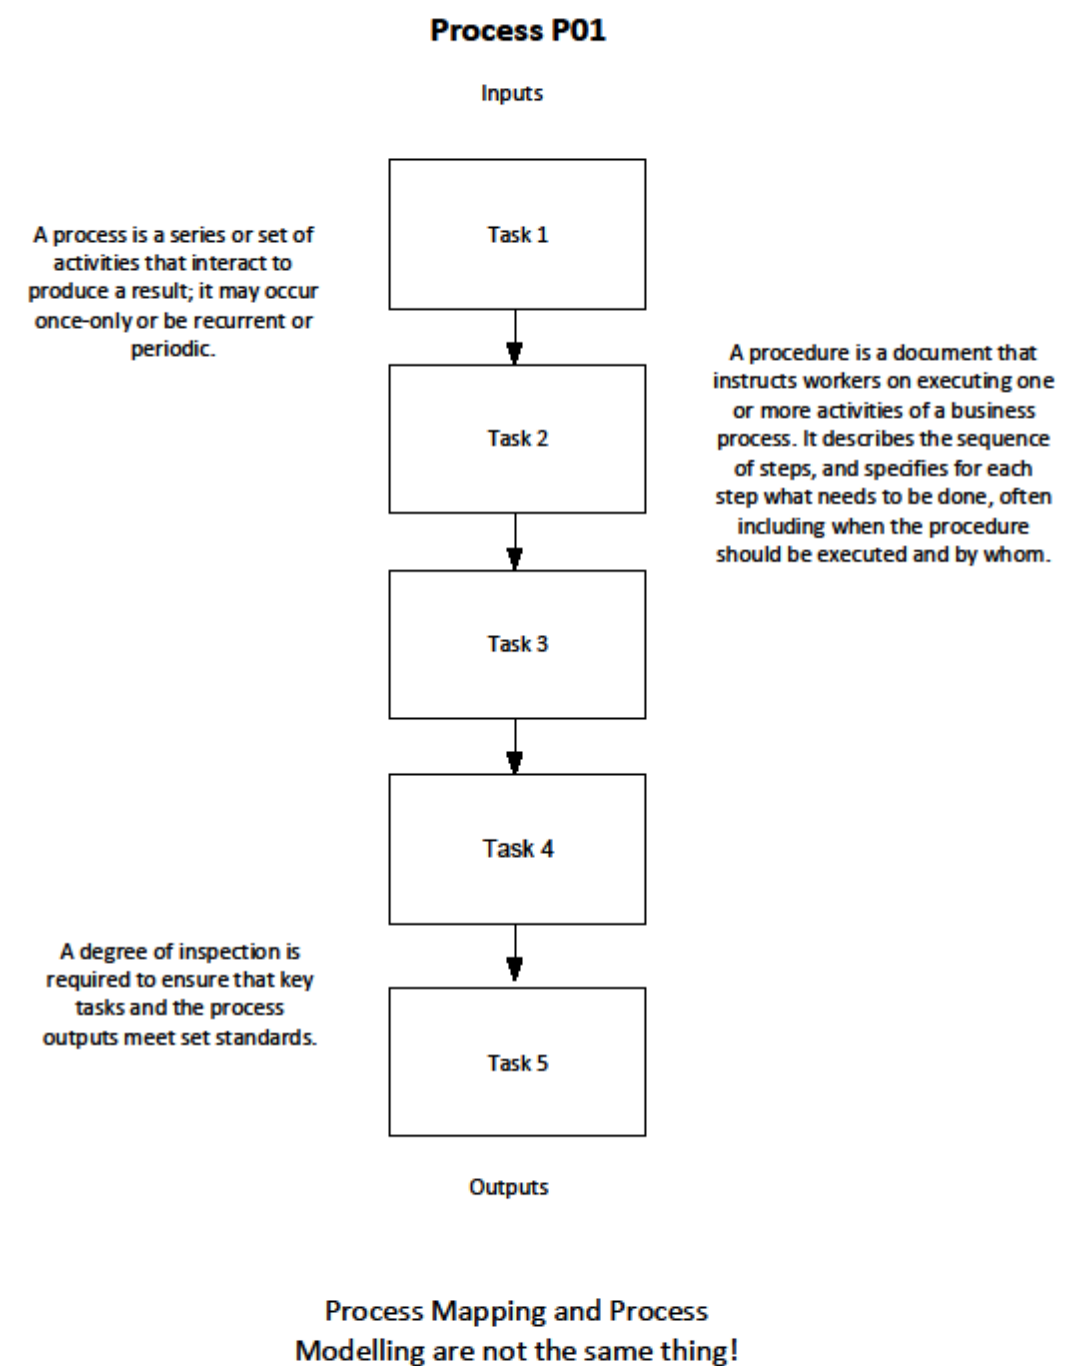 Process P01
Inputs
Task 1
A process is a series or set of
activities that interact to
produce a result; it may occur
once-only or be recurrent or
periodic.
A procedure is a document that
instructs workers on executing one
or more activities of a business
process. It describes the sequence
of steps, and specifies for each
step what needs to be done, often
including when the procedure
should be executed and by whom.
Task 2
Task 3
Task 4
A degree of inspection is
required to ensure that key
tasks and the process
outputs meet set standards.
Task 5
Outputs
Process Mapping and Process
Modelling are not the same thing!